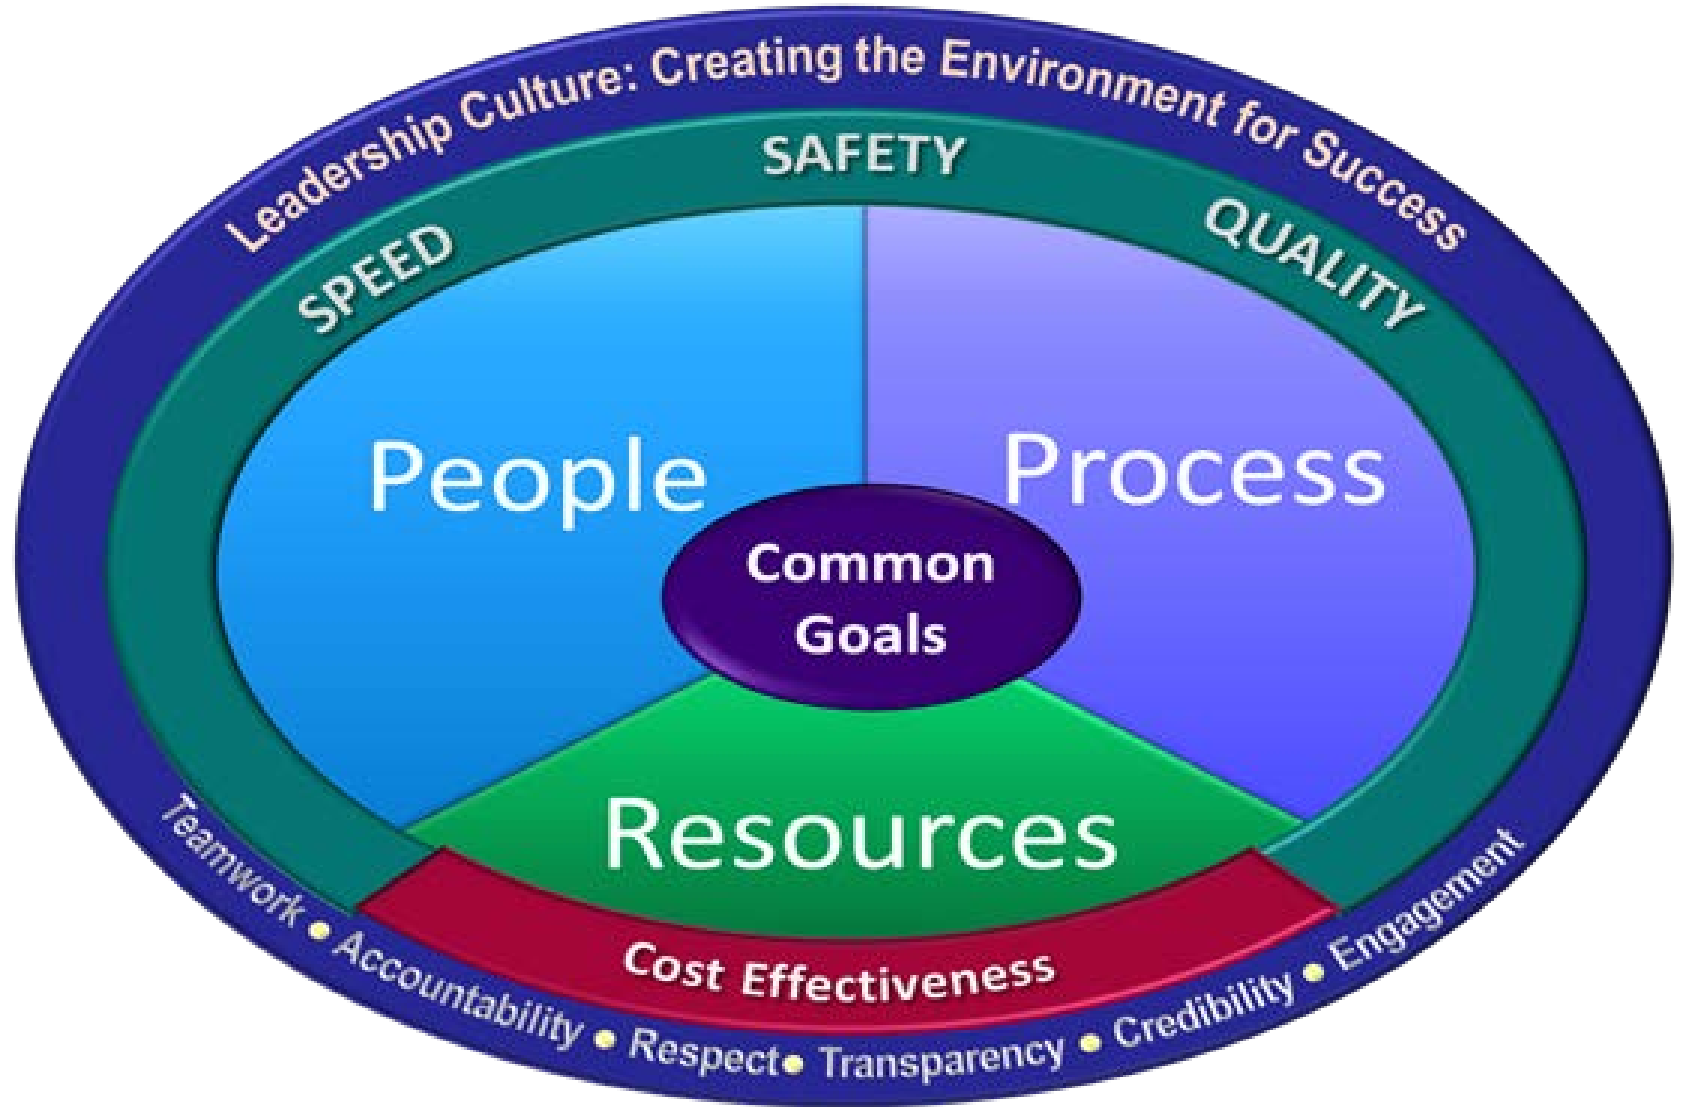 Leadership Culture: Creating the Environment for Success
SAFETY
SPEED
QUALITY
People
Process
Common
Goals
Resources
Cost Effectiveness
Teamwork • Accountability • Respect • Transparency • Credibility • Engagement